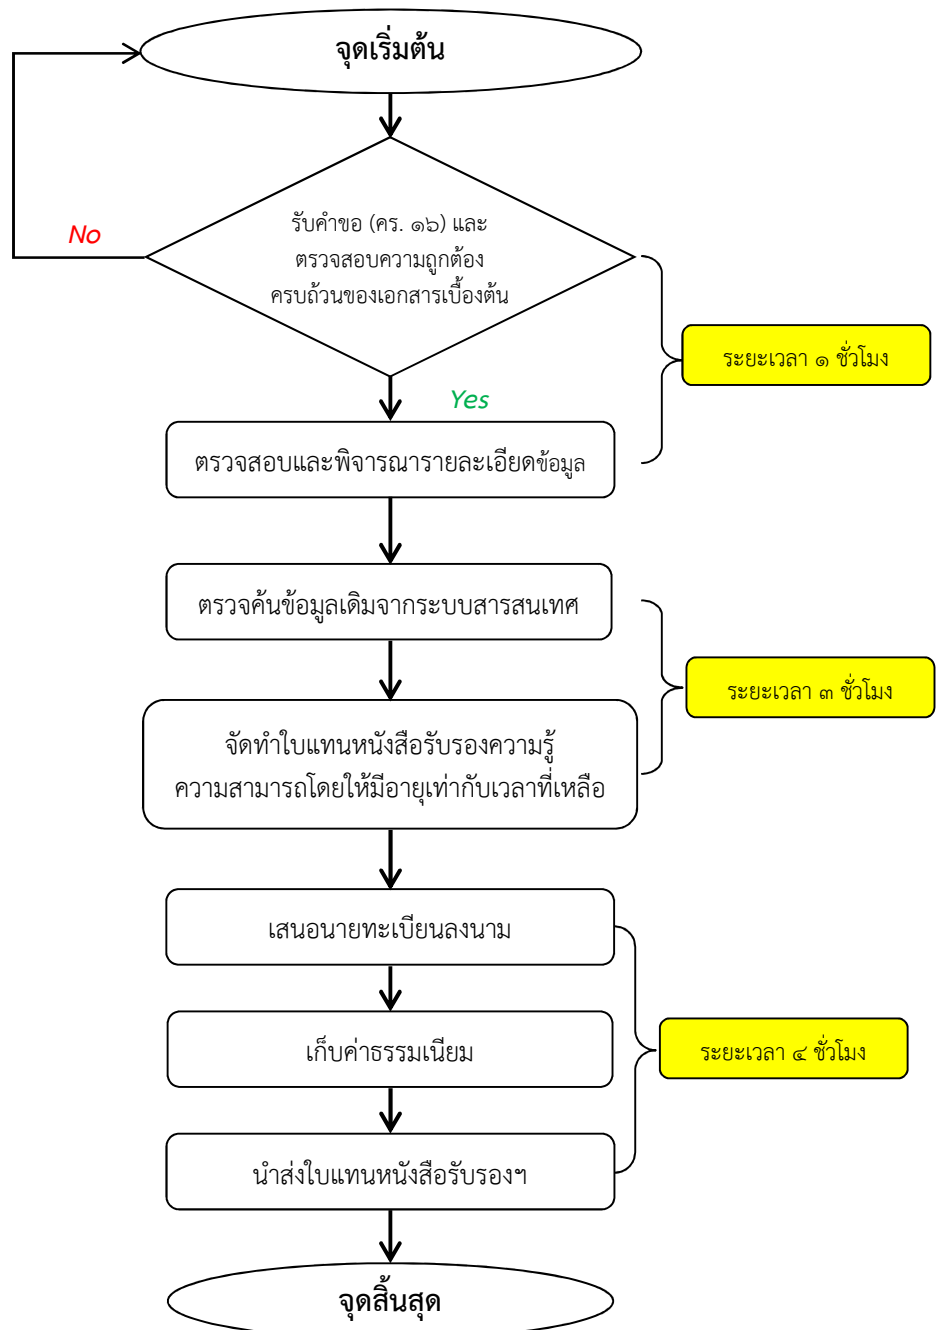 จุดเริ่มต้น
รับคำขอ (คร. ๑๖) และ
ตรวจสอบความถูกต้อง
ครบถ้วนของเอกสารเบื้องต้น
No
ระยะเวลา ๑ ชั่วโมง
Yes
ตรวจสอบและพิจารณารายละเอียดข้อมูล
ตรวจค้นข้อมูลเดิมจากระบบสารสนเทศ
ระยะเวลา ๓ ชั่วโมง
จัดทำใบแทนหนังสือรับรองความรู้
ความสามารถโดยให้มีอายุเท่ากับเวลาที่เหลือ
เสนอนายทะเบียนลงนาม
เก็บค่าธรรมเนียม
ระยะเวลา ๔ ชั่วโมง
นำส่งใบแทนหนังสือรับรองฯ
จุดสิ้นสุด